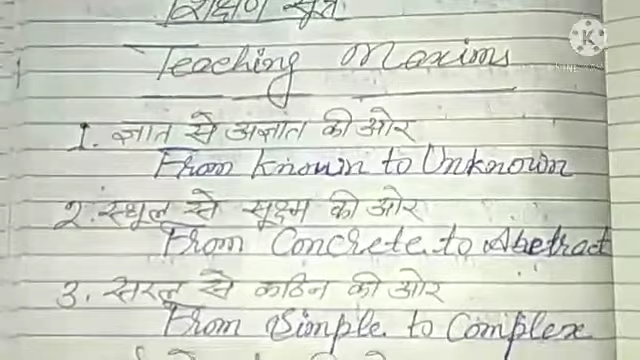 शिक्षण सूत्र
Teaching Maxims
1. ज्ञात से अज्ञात की ओर
From Known to Unknown
२. स्थूल से सूक्ष्म की ओर
From Concrete to Abstract
3. सरल से कठिन की ओर
From Simple to Complex